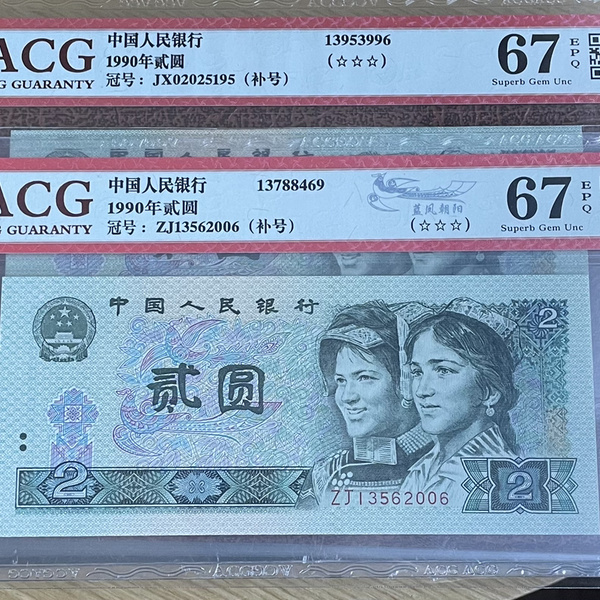 ACG
G GUARANTY
中国人民银行
1990年贰圆
冠号：JX02025195（补号）
13953996
(☆☆☆)
67
EPQ
Superb Gem Unc
ACG
G GUARANTY
中国人民银行
1990年贰圆
冠号：ZJ13562006（补号）
13788469
蓝凤朝阳
(☆☆☆)
67
EPQ
Superb Gem Unc
中国人民银行
2
贰圆
2
ZJ13562006
2